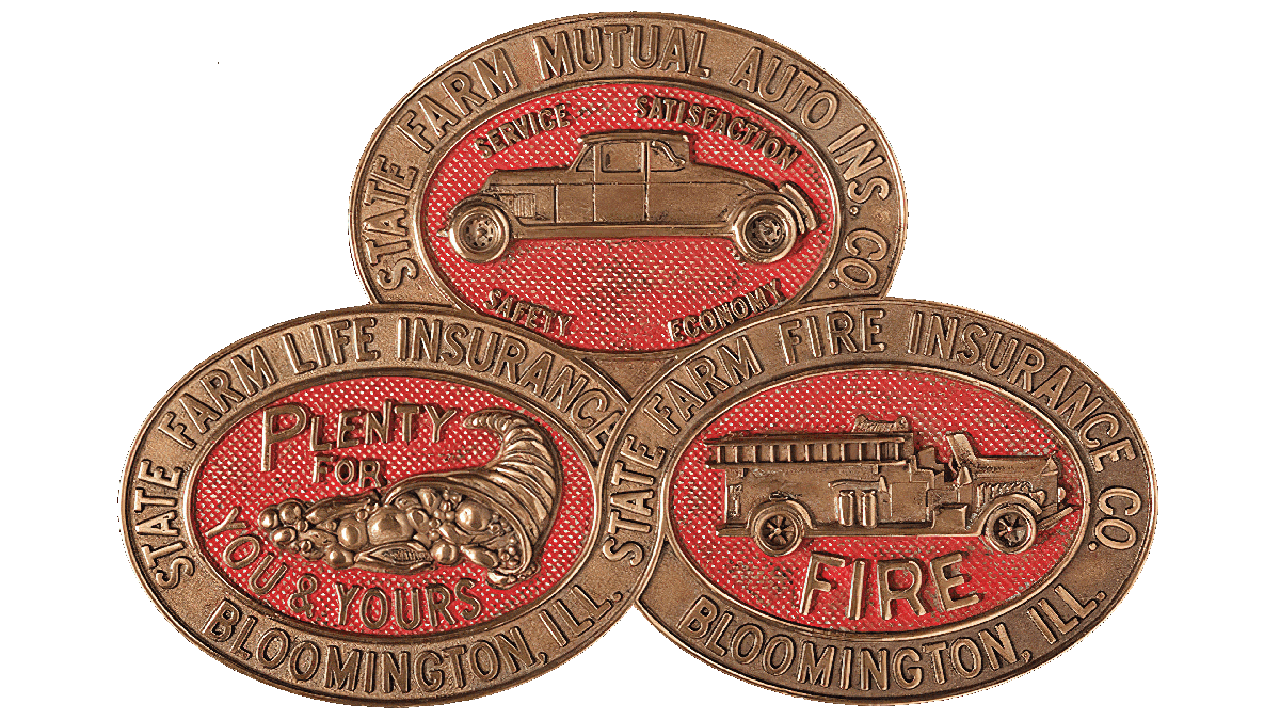 STATE FARM MUTUAL AUTO INS. CO.
SERVICE SATISFACTION
SAFETY ECONOMY
STATE FARM LIFE INSURANCE
PLENTY
FOR
YOU & YOURS
BLOOMINGTON, ILL.
STATE FARM FIRE INSURANCE CO.
FIRE
BLOOMINGTON, ILL.